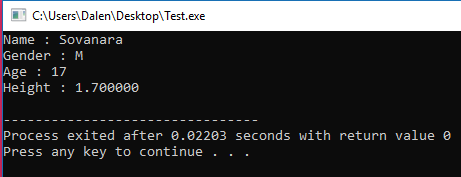 C:\Users\Dalen\Desktop\Test.exe
Name : Sovanara
Gender : M
Age : 17
Height : 1.700000
--------------------------------
Process exited after 0.02203 seconds with return value 0
Press any key to continue . . .